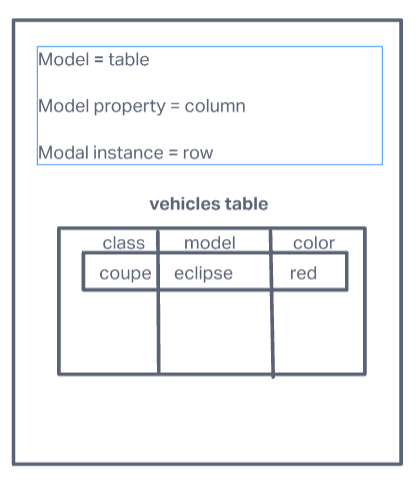 Model = table
Model property = column
Modal instance = row
vehicles table
class model color
coupe eclipse red